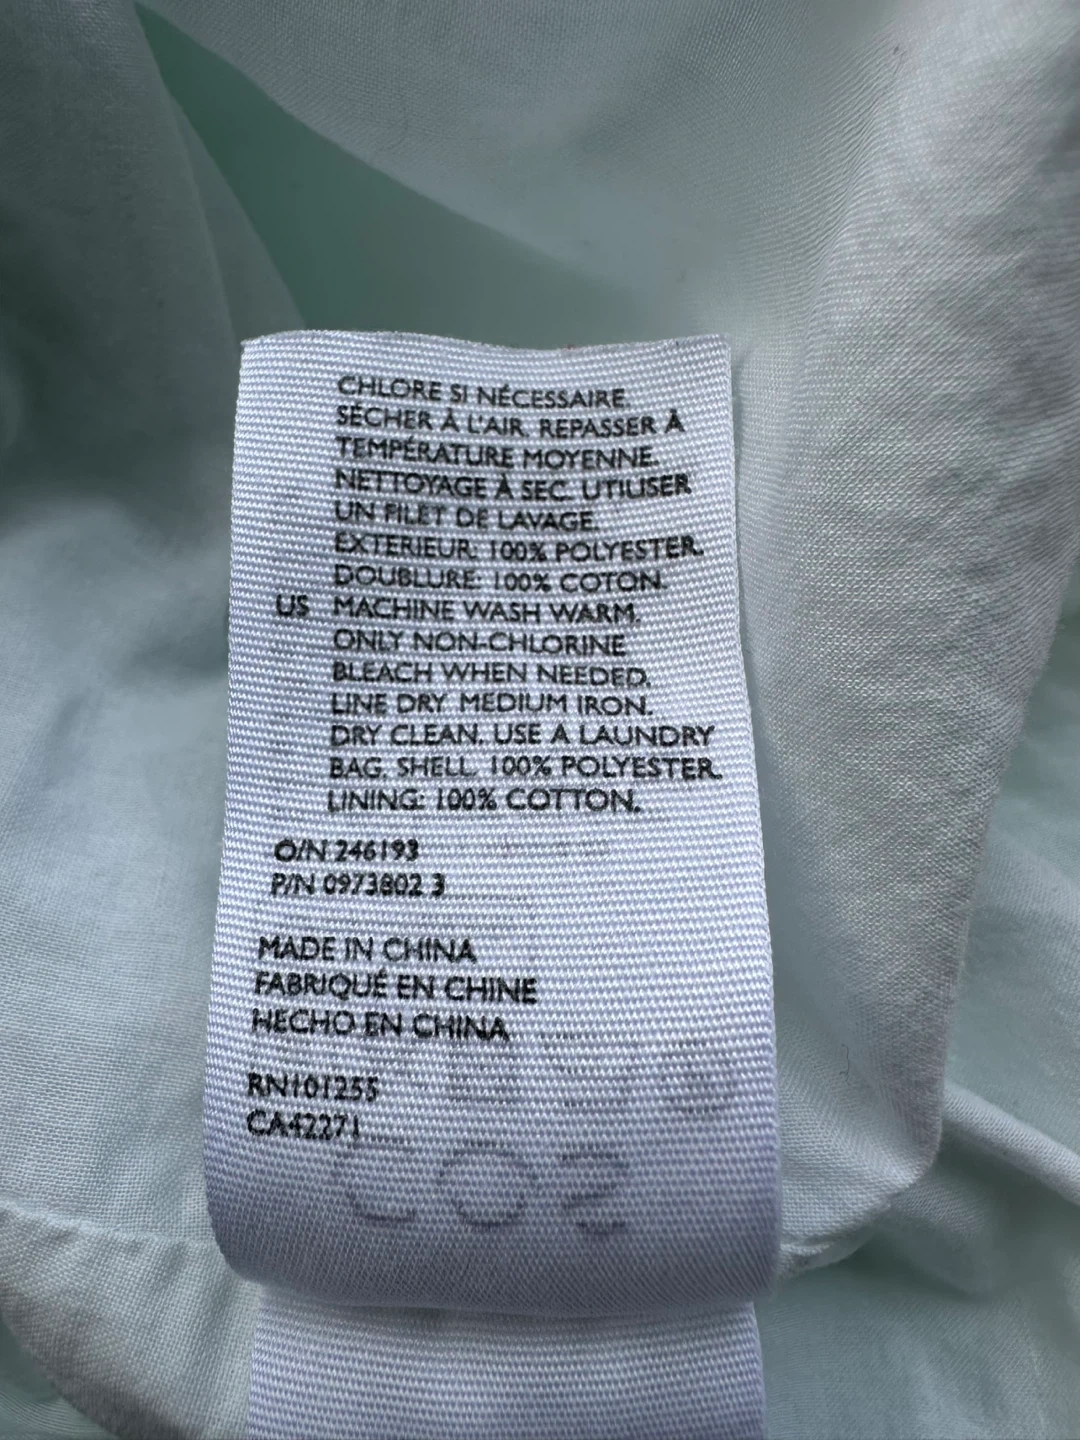 CHLORE SI NÉCESSAIRE.
SÉCHER À L'AIR. REPASSER À
TEMPÉRATURE MOYENNE.
NETTOYAGE À SEC. UTILISER
UN FILET DE LAVAGE.
EXTERIEUR: 100% POLYESTER.
DOUBLURE: 100% COTON.
US MACHINE WASH WARM.
ONLY NON-CHLORINE
BLEACH WHEN NEEDED.
LINE DRY. MEDIUM IRON.
DRY CLEAN. USE A LAUNDRY
BAG. SHELL: 100% POLYESTER.
LINING: 100% COTTON.
O/N 246193
P/N 0973802 3
MADE IN CHINA
FABRIQUÉ EN CHINE
HECHO EN CHINA
RN101255
CA42271